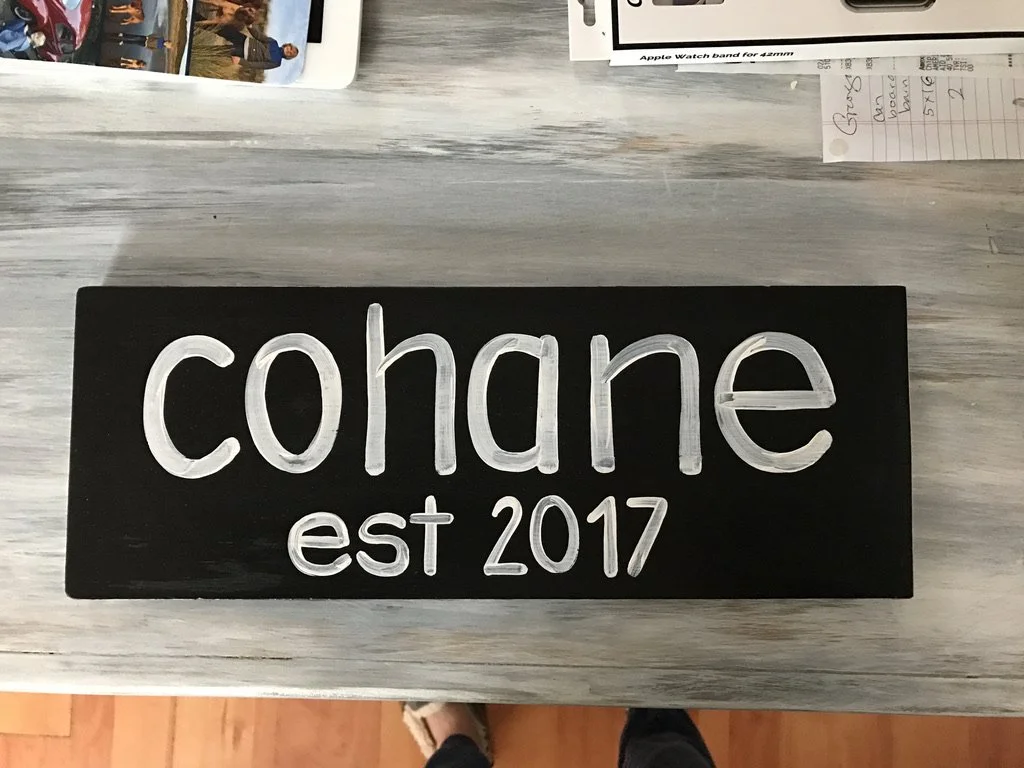 Apple Watch band for 42mm
cohane
est 2017